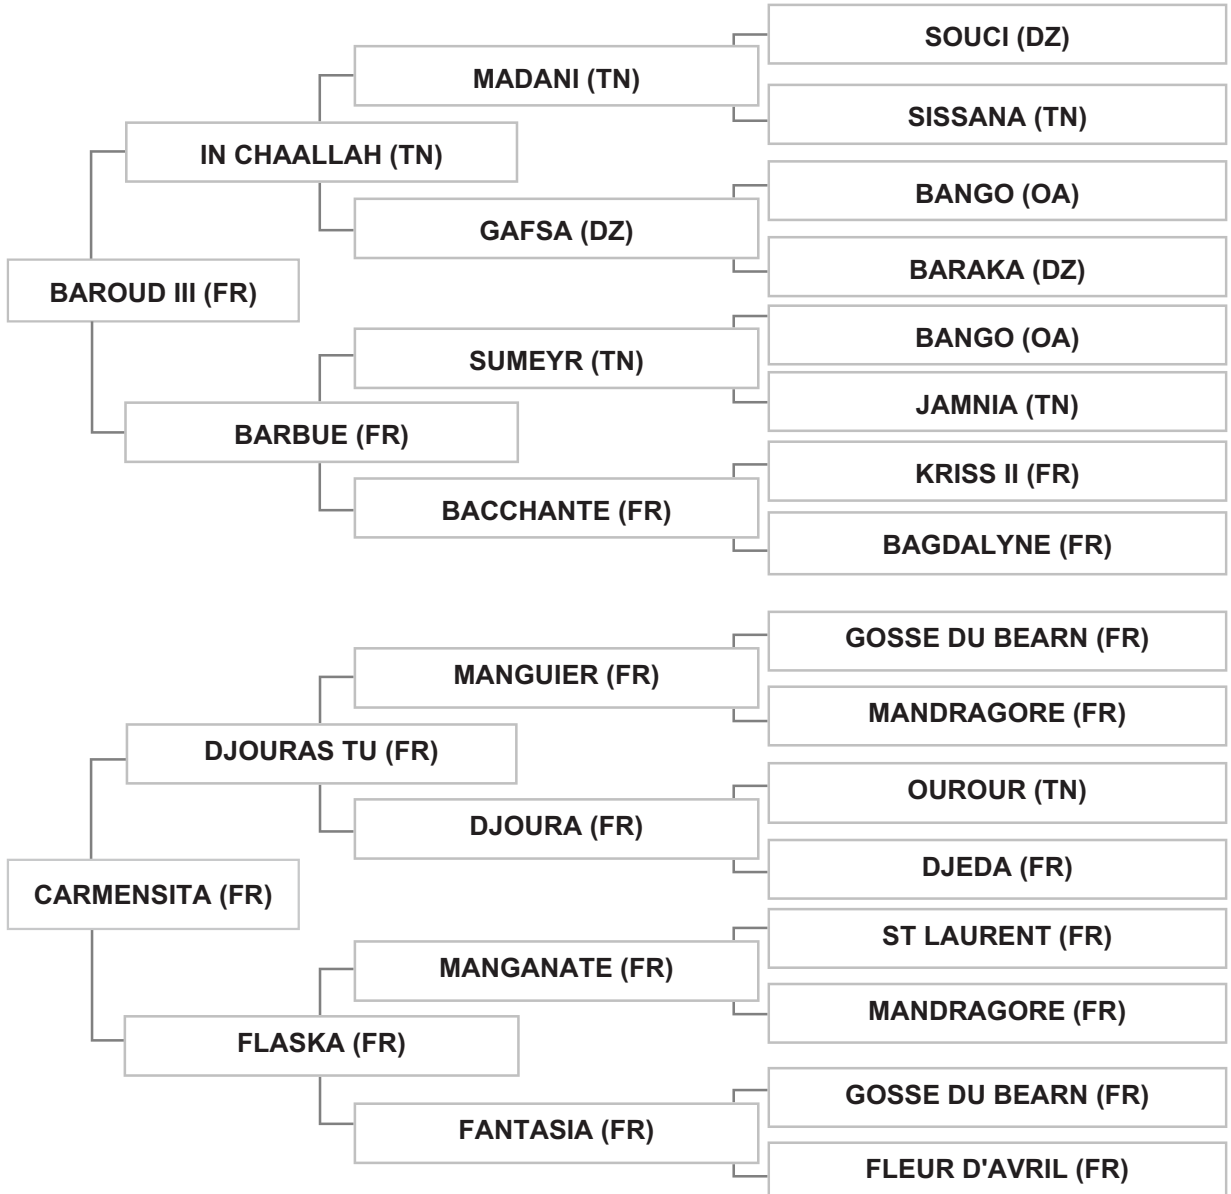 SOUCI (DZ)
MADANI (TN)
SISSANA (TN)
IN CHAALLAH (TN)
BANGO (OA)
GAFSA (DZ)
BARAKA (DZ)
BAROUD III (FR)
BANGO (OA)
SUMEYR (TN)
JAMNIA (TN)
BARBUE (FR)
KRISS II (FR)
BACCHANTE (FR)
BAGDALYNE (FR)
GOSSE DU BEARN (FR)
MANGUIER (FR)
MANDRAGORE (FR)
DJOURAS TU (FR)
OUROUR (TN)
DJOURA (FR)
DJEDA (FR)
CARMENSITA (FR)
ST LAURENT (FR)
MANGANATE (FR)
MANDRAGORE (FR)
FLASKA (FR)
GOSSE DU BEARN (FR)
FANTASIA (FR)
FLEUR D'AVRIL (FR)